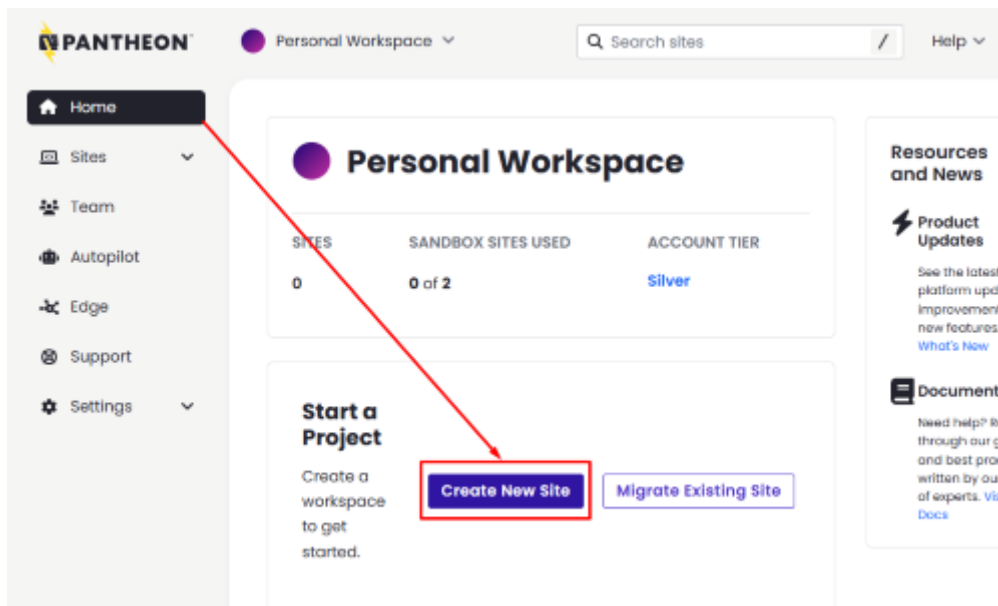 PANTHEON
Personal Workspace
Search sites
/
Help
Home
Sites
Team
Autopilot
Edge
Support
Settings
Personal Workspace
SITES
SANDBOX SITES USED
ACCOUNT TIER
0
0 of 2
Silver
Start a
Project
Create a
workspace
to get
started.
Create New Site
Migrate Existing Site
Resources
and News
Product
Updates
See the latest
platform upd
improvement
new features.
What's New
Document
Need help? R
through our g
and best pro
written by ou
of experts. Vi
Docs